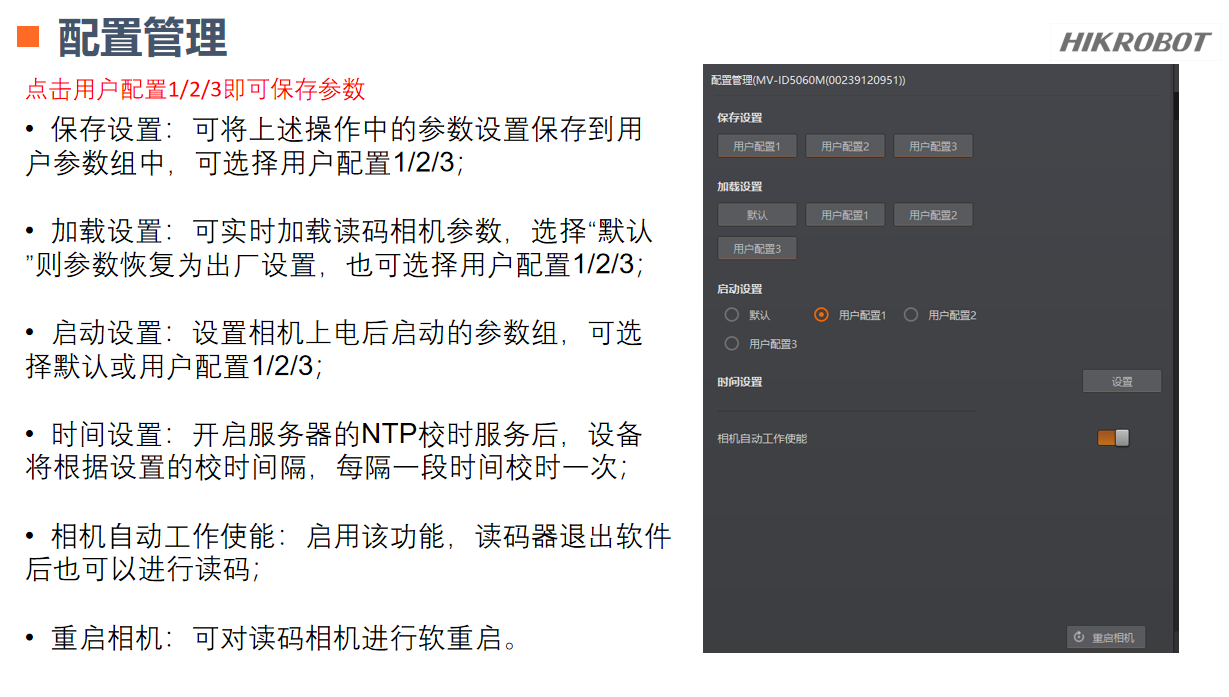 配置管理
HIKROBOT
点击用户配置1/2/3即可保存参数
• 保存设置：可将上述操作中的参数设置保存到用
户参数组中，可选择用户配置1/2/3；
• 加载设置：可实时加载读码相机参数，选择“默认
”则参数恢复为出厂设置，也可选择用户配置1/2/3；
• 启动设置：设置相机上电后启动的参数组，可选
择默认或用户配置1/2/3；
• 时间设置：开启服务器的NTP校时服务后，设备
将根据设置的校时间隔，每隔一段时间校时一次；
• 相机自动工作使能：启用该功能，读码器退出软件
后也可以进行读码；
• 重启相机：可对读码相机进行软重启。
配置管理(MV-ID5060M(00239120951))
保存设置
用户配置1 用户配置2 用户配置3
加载设置
默认 用户配置1 用户配置2
用户配置3
启动设置
默认 用户配置1 用户配置2
用户配置3
时间设置 设置
相机自动工作使能
重启相机